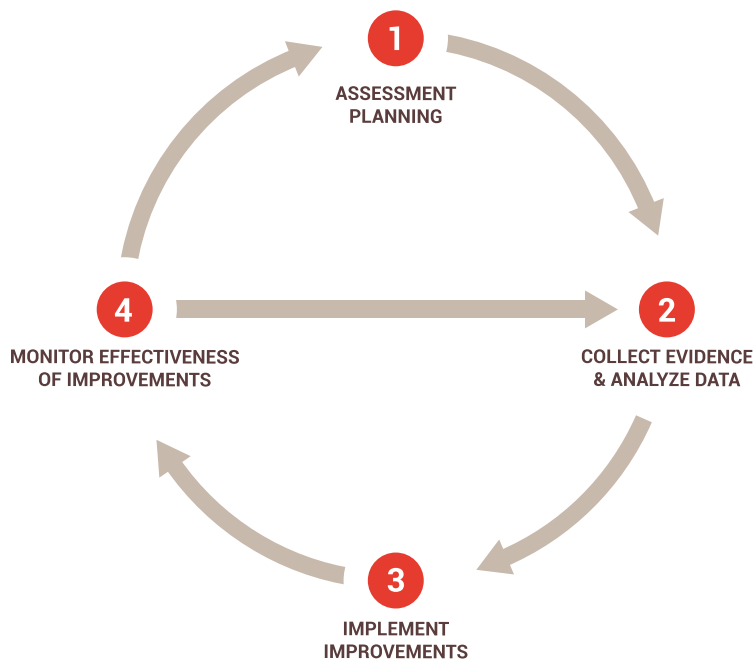 1
ASSESSMENT
PLANNING
2
COLLECT EVIDENCE
& ANALYZE DATA
3
IMPLEMENT
IMPROVEMENTS
4
MONITOR EFFECTIVENESS
OF IMPROVEMENTS